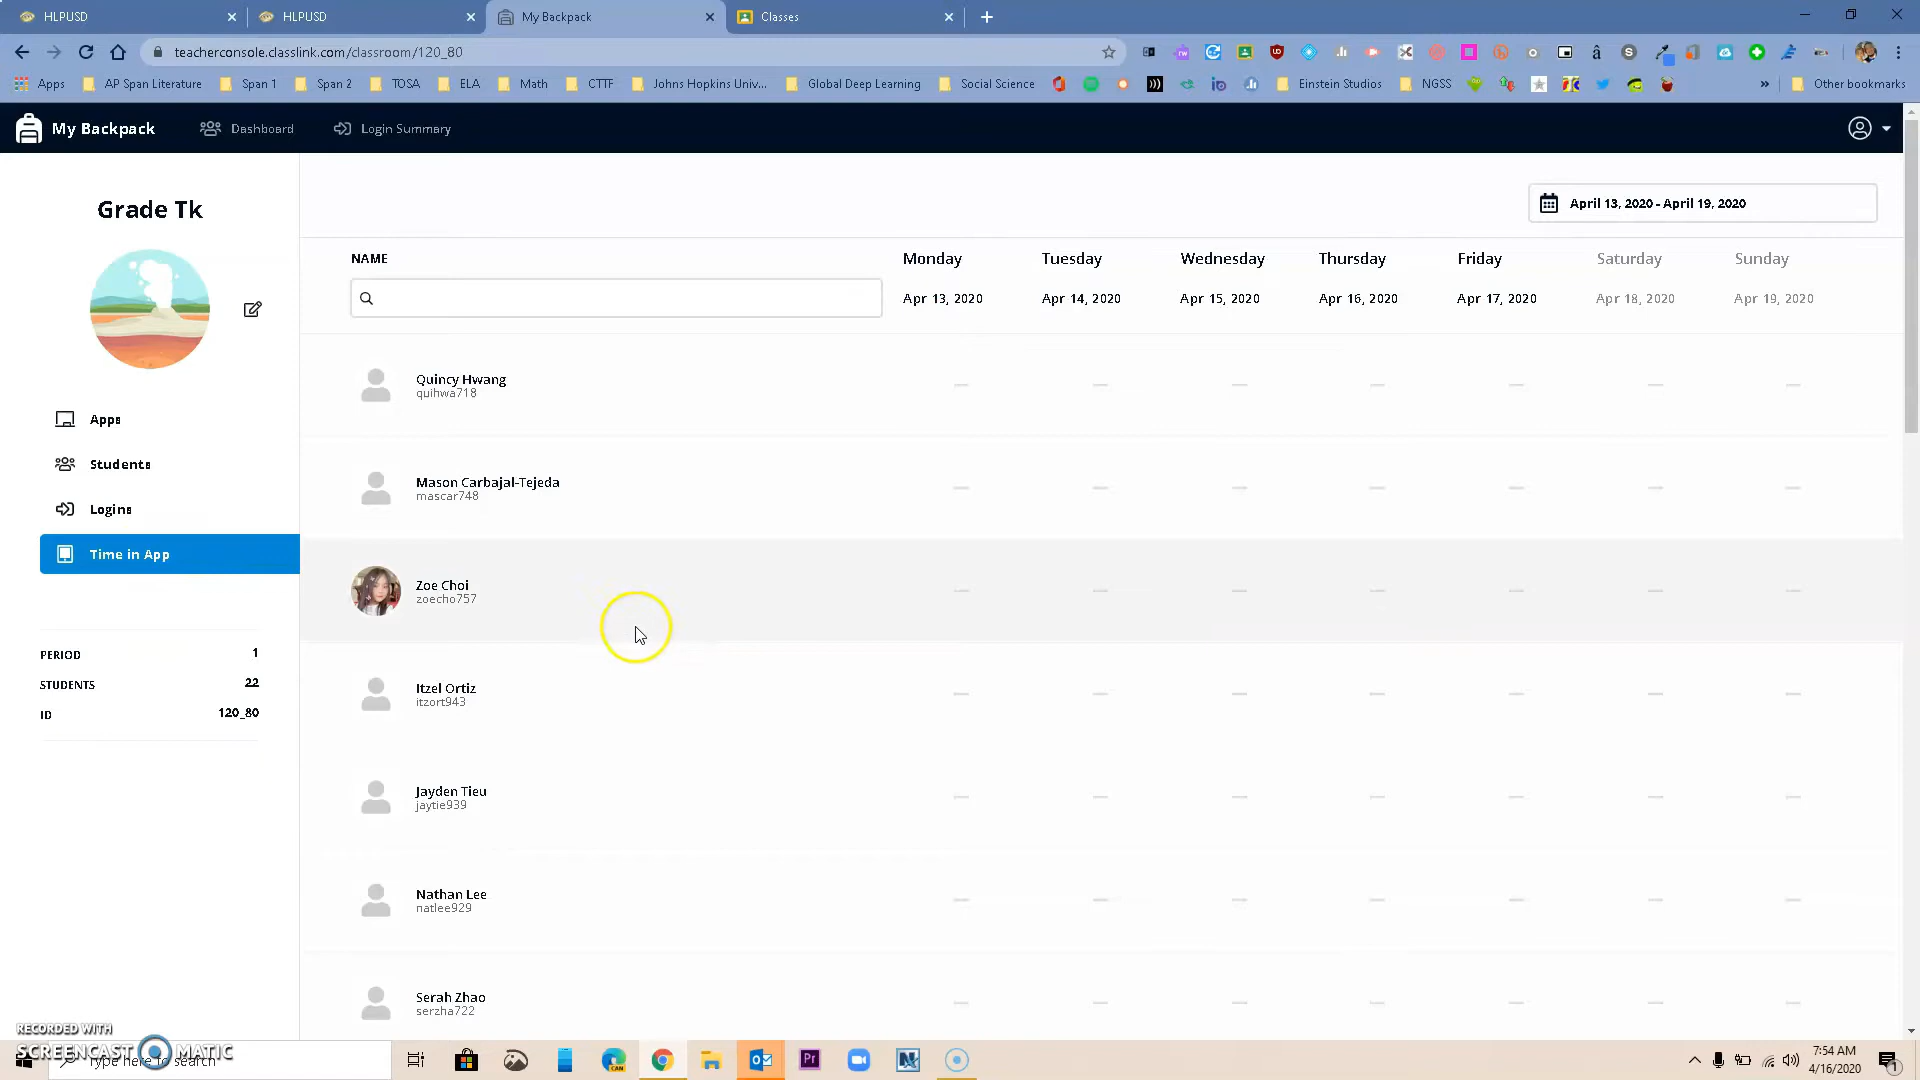 HLPUSD
HLPUSD
My Backpack
Classes
teacherconsole.classlink.com/classroom/120_80
Apps
AP Span Literature
Span 1
Span 2
TOSA
ELA
Math
CTTF
Johns Hopkins Univ...
Global Deep Learning
Social Science
Einstein Studios
NGSS
»
Other bookmarks
My Backpack
Dashboard
Login Summary
Grade Tk
April 13, 2020 - April 19, 2020
NAME
Monday
Tuesday
Wednesday
Thursday
Friday
Saturday
Sunday
Apr 13, 2020
Apr 14, 2020
Apr 15, 2020
Apr 16, 2020
Apr 17, 2020
Apr 18, 2020
Apr 19, 2020
Quincy Hwang
quihwa718
Apps
Students
Mason Carbajal-Tejeda
mascar748
Logins
Time in App
Zoe Choi
zoecho757
PERIOD 1
STUDENTS 22
ID 120_80
Itzel Ortiz
itzort943
Jayden Tieu
jaytie939
Nathan Lee
natlee929
Serah Zhao
serzha722
RECORDED WITH
SCREENCAST MATIC
Type here to search
7:54 AM
4/16/2020